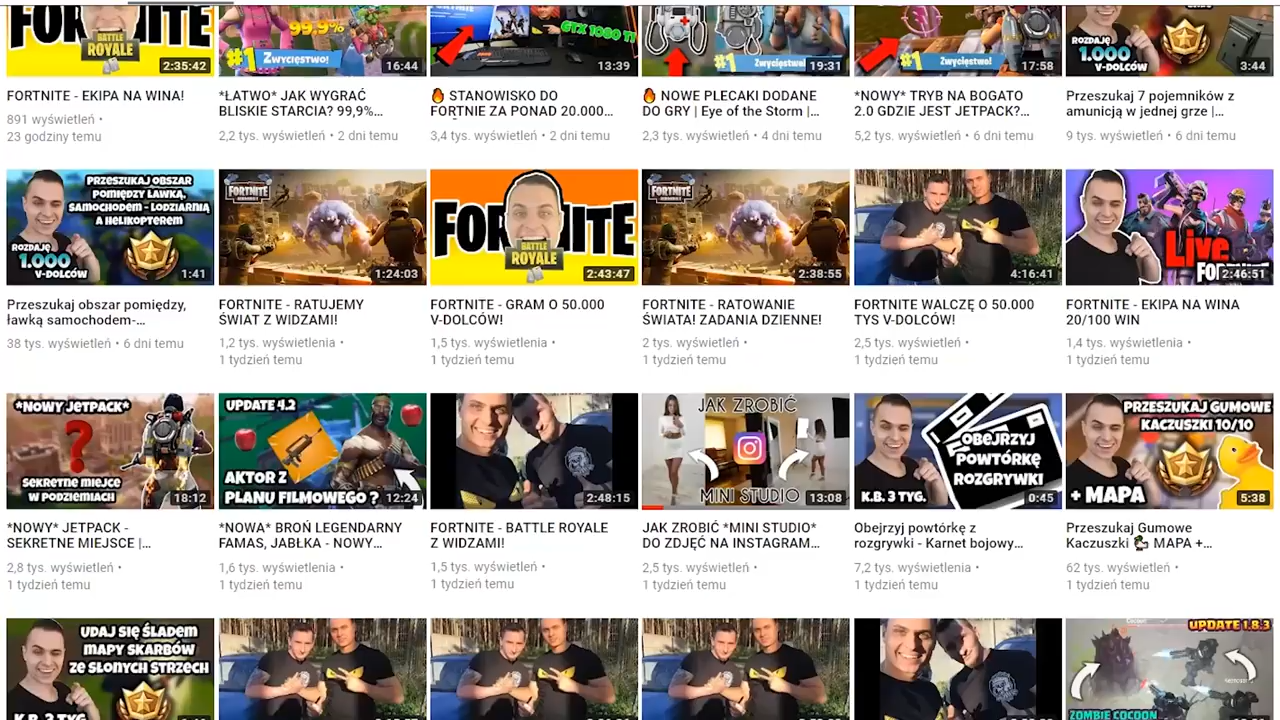 FORNITE
BATTLE
ROYALE
2:35:42
99,9%
#1 ZWYCIĘSTWO!
16:44
GTX 1080 TI
13:39
#1 Zwycięstwo!
19:31
#1 Zwycięstwo!
17:58
ROZDAJĘ
1.000
V-DOLCÓW
3:44
FORTNITE - EKIPA NA WINA!
891 wyświetleń •
23 godziny temu
*ŁATWO* JAK WYGRAĆ
BLISKIE STARCIA? 99,9%...
2,2 tys. wyświetleń • 2 dni temu
🔥 STANOWISKO DO
FORTNIE ZA PONAD 20.000...
3,4 tys. wyświetleń • 2 dni temu
🔥 NOWE PLECAKI DODANE
DO GRY | Eye of the Storm |...
2,3 tys. wyświetleń • 4 dni temu
*NOWY* TRYB NA BOGATO
2.0 GDZIE JEST JETPACK?...
5,2 tys. wyświetleń • 6 dni temu
Przeszukaj 7 pojemników z
amunicją w jednej grze |...
9 tys. wyświetleń • 6 dni temu
PRZESZUKAJ OBSZAR
POMIĘDZY ŁAWKĄ,
SAMOCHODEM - LODZIARNIĄ
A HELIKOPTEREM
ROZDAJĘ
1.000
V-DOLCÓW
1:41
FORTNITE
1:24:03
FORNITE
BATTLE
ROYALE
2:43:47
FORTNITE
2:38:55
4:16:41
Live
FORTNITE
2:46:51
Przeszukaj obszar pomiędzy,
ławką samochodem-...
38 tys. wyświetleń • 6 dni temu
FORTNITE - RATUJEMY
ŚWIAT Z WIDZAMI!
1,2 tys. wyświetlenia •
1 tydzień temu
FORTNITE - GRAM O 50.000
V-DOLCÓW!
1,5 tys. wyświetlenia •
1 tydzień temu
FORTNITE - RATOWANIE
ŚWIATA! ZADANIA DZIENNE!
2 tys. wyświetleń •
1 tydzień temu
FORTNITE WALCZĘ O 50.000
TYS V-DOLCÓW!
2,5 tys. wyświetleń •
1 tydzień temu
FORTNITE - EKIPA NA WINA
20/100 WIN
1,4 tys. wyświetlenia •
1 tydzień temu
*NOWY JETPACK*
?
SEKRETNE MIEJSCE
W PODZIEMIACH
18:12
UPDATE 4.2
AKTOR Z
PLANU FILMOWEGO ?
12:24
2:48:15
JAK ZROBIĆ
MINI STUDIO
13:08
OBEJRZYJ
POWTÓRKĘ
ROZGRYWKI
K.B. 3 TYG.
0:45
PRZESZUKAJ GUMOWE
KACZUSZKI 10/10
+ MAPA
5:38
*NOWY* JETPACK -
SEKRETNE MIEJSCE |...
2,8 tys. wyświetleń •
1 tydzień temu
*NOWA* BROŃ LEGENDARNY
FAMAS, JABŁKA - NOWY...
1,6 tys. wyświetleń •
1 tydzień temu
FORTNITE - BATTLE ROYALE
Z WIDZAMI!
1,5 tys. wyświetleń •
1 tydzień temu
JAK ZROBIĆ *MINI STUDIO*
DO ZDJĘĆ NA INSTAGRAM...
2,5 tys. wyświetleń •
1 tydzień temu
Obejrzyj powtórkę z
rozgrywki - Karnet bojowy...
7,2 tys. wyświetlenia •
1 tydzień temu
Przeszukaj Gumowe
Kaczuszki 🦆 MAPA +...
62 tys. wyświetleń •
1 tydzień temu
UDAJ SIĘ ŚLADEM
MAPY SKARBÓW
ZE SŁONYCH STRZECH
K.B. 3 TYG.
UPDATE 1.8.3
ZOMBIE COCOON